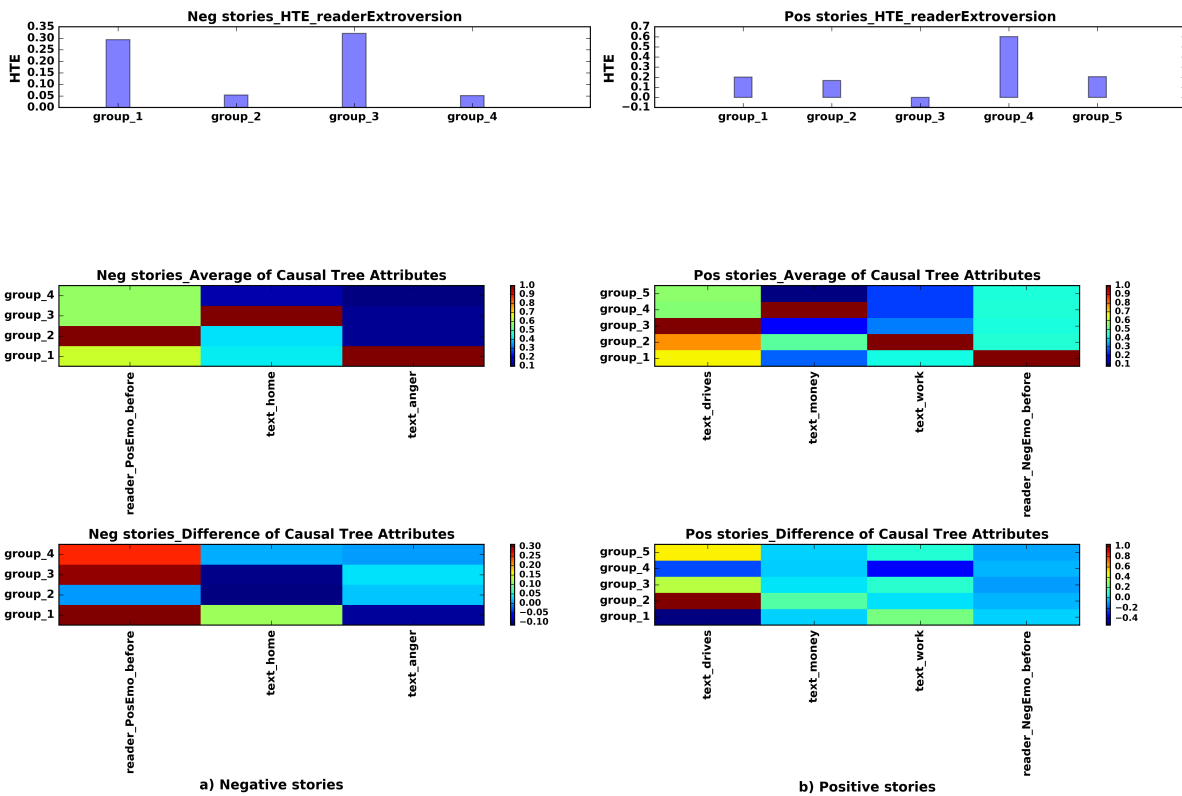 Neg stories_HTE_readerExtroversion
HTE
0.35
0.30
0.25
0.20
0.15
0.10
0.05
0.00
group_1 group_2 group_3 group_4
Pos stories_HTE_readerExtroversion
HTE
0.7
0.6
0.5
0.4
0.3
0.2
0.1
0.0
−0.1
group_1 group_2 group_3 group_4 group_5
Neg stories_Average of Causal Tree Attributes
group_4
group_3
group_2
group_1
1.0
0.9
0.8
0.7
0.6
0.5
0.4
0.3
0.2
0.1
reader_PosEmo_before
text_home
text_anger
Pos stories_Average of Causal Tree Attributes
group_5
group_4
group_3
group_2
group_1
1.0
0.9
0.8
0.7
0.6
0.5
0.4
0.3
0.2
0.1
text_drives
text_money
text_work
reader_NegEmo_before
Neg stories_Difference of Causal Tree Attributes
group_4
group_3
group_2
group_1
0.30
0.25
0.20
0.15
0.10
0.05
0.00
−0.05
−0.10
reader_PosEmo_before
text_home
text_anger
Pos stories_Difference of Causal Tree Attributes
group_5
group_4
group_3
group_2
group_1
1.0
0.8
0.6
0.4
0.2
0.0
−0.2
−0.4
text_drives
text_money
text_work
reader_NegEmo_before
a) Negative stories
b) Positive stories